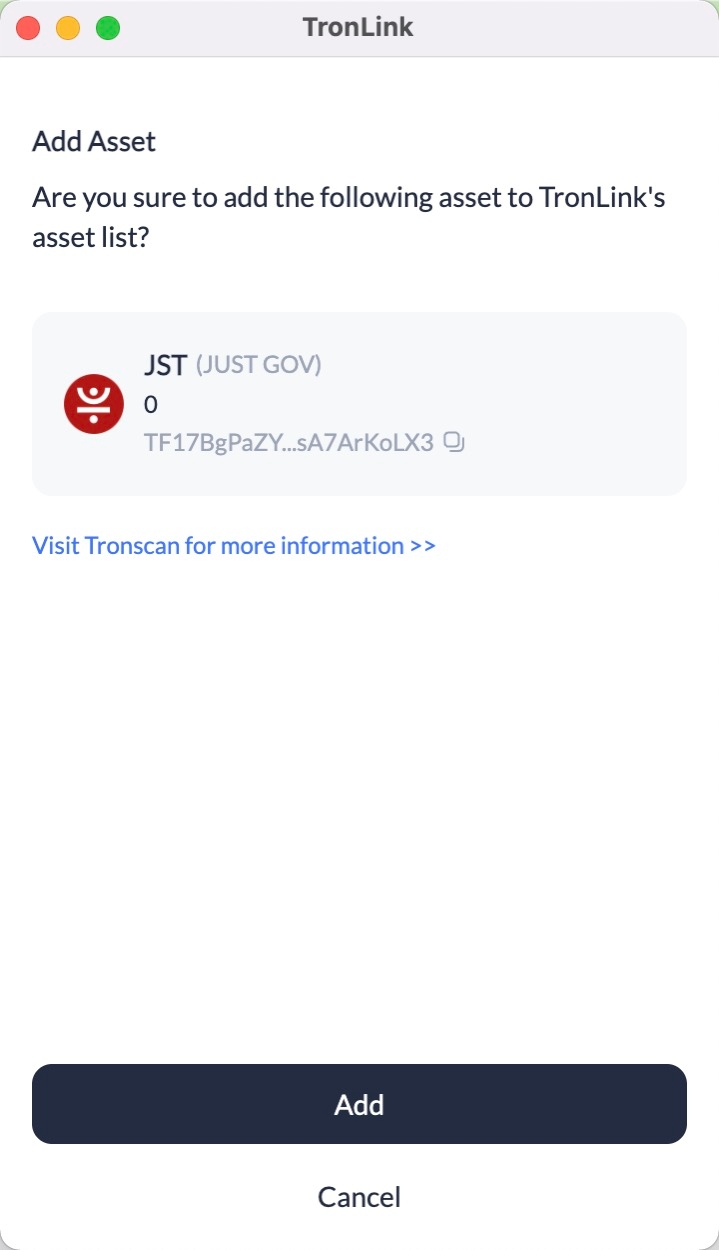 TronLink
Add Asset
Are you sure to add the following asset to TronLink's
asset list?
JST (JUST GOV)
0
TF17BgPaZY...sA7ArKoLX3
Visit Tronscan for more information >>
Add
Cancel